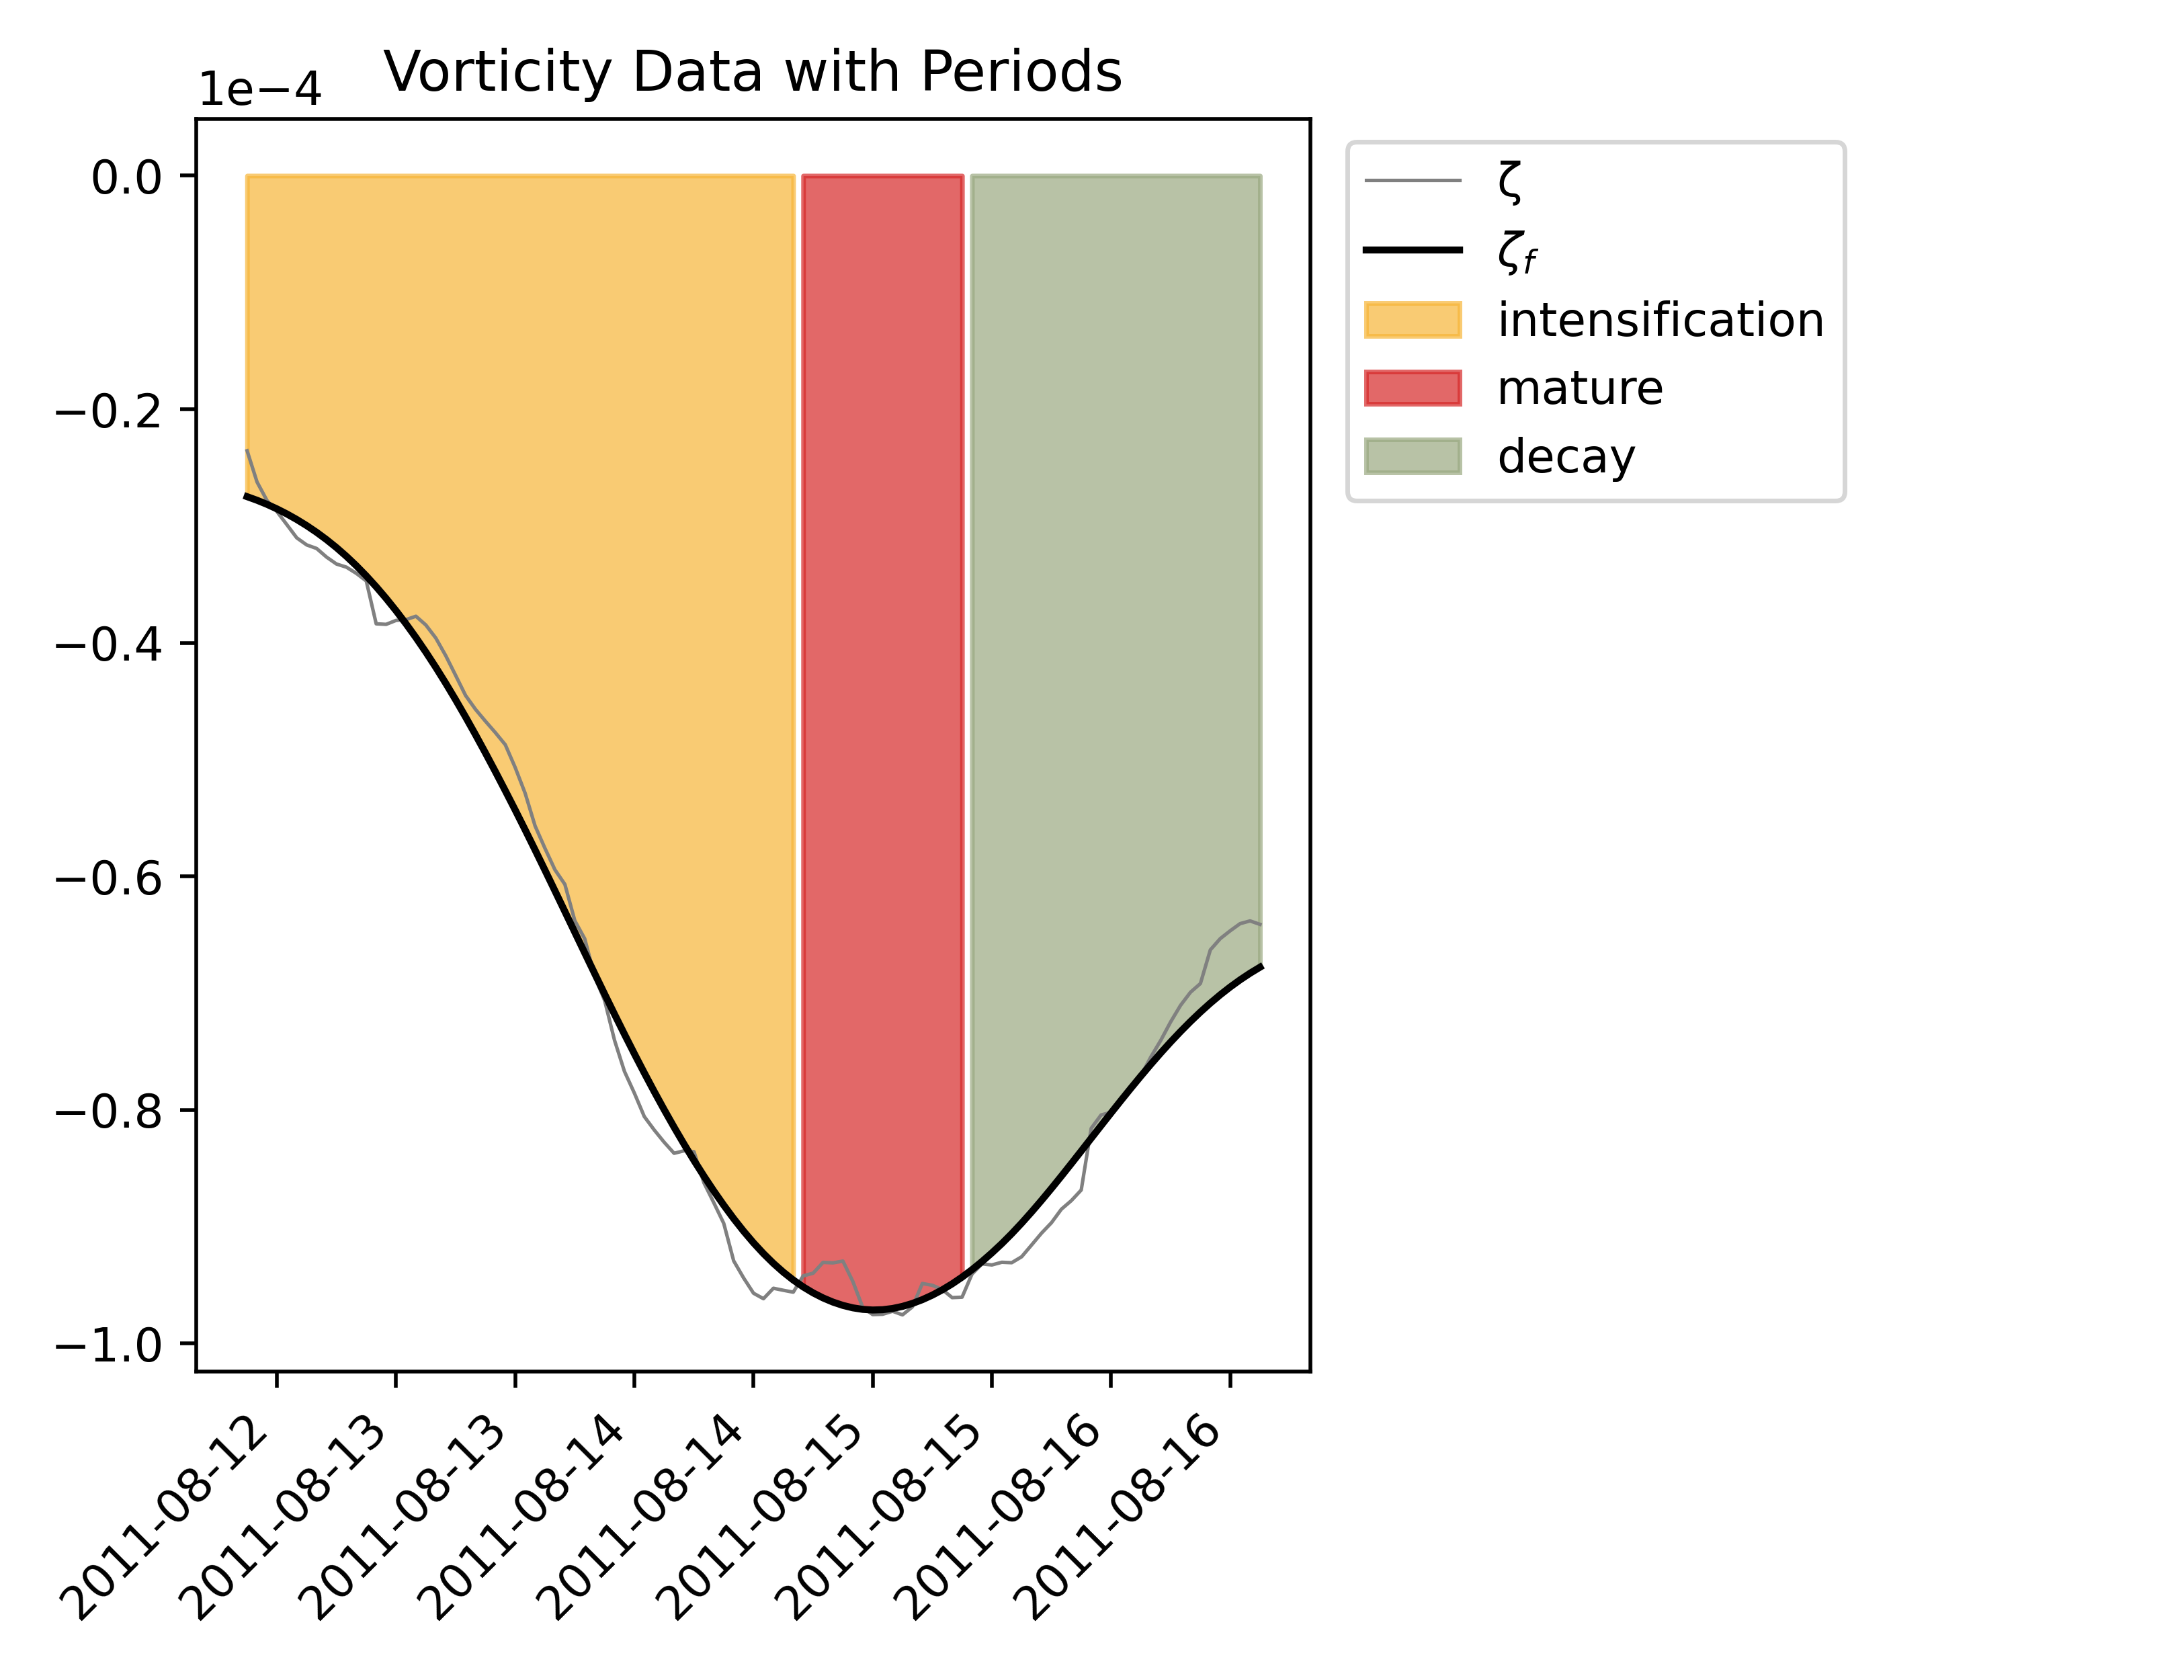 Vorticity Data with Periods
1e−4
0.0
−0.2
−0.4
−0.6
−0.8
−1.0
2011-08-12
2011-08-13
2011-08-13
2011-08-14
2011-08-14
2011-08-15
2011-08-15
2011-08-16
2011-08-16
ζ
ζf
intensification
mature
decay